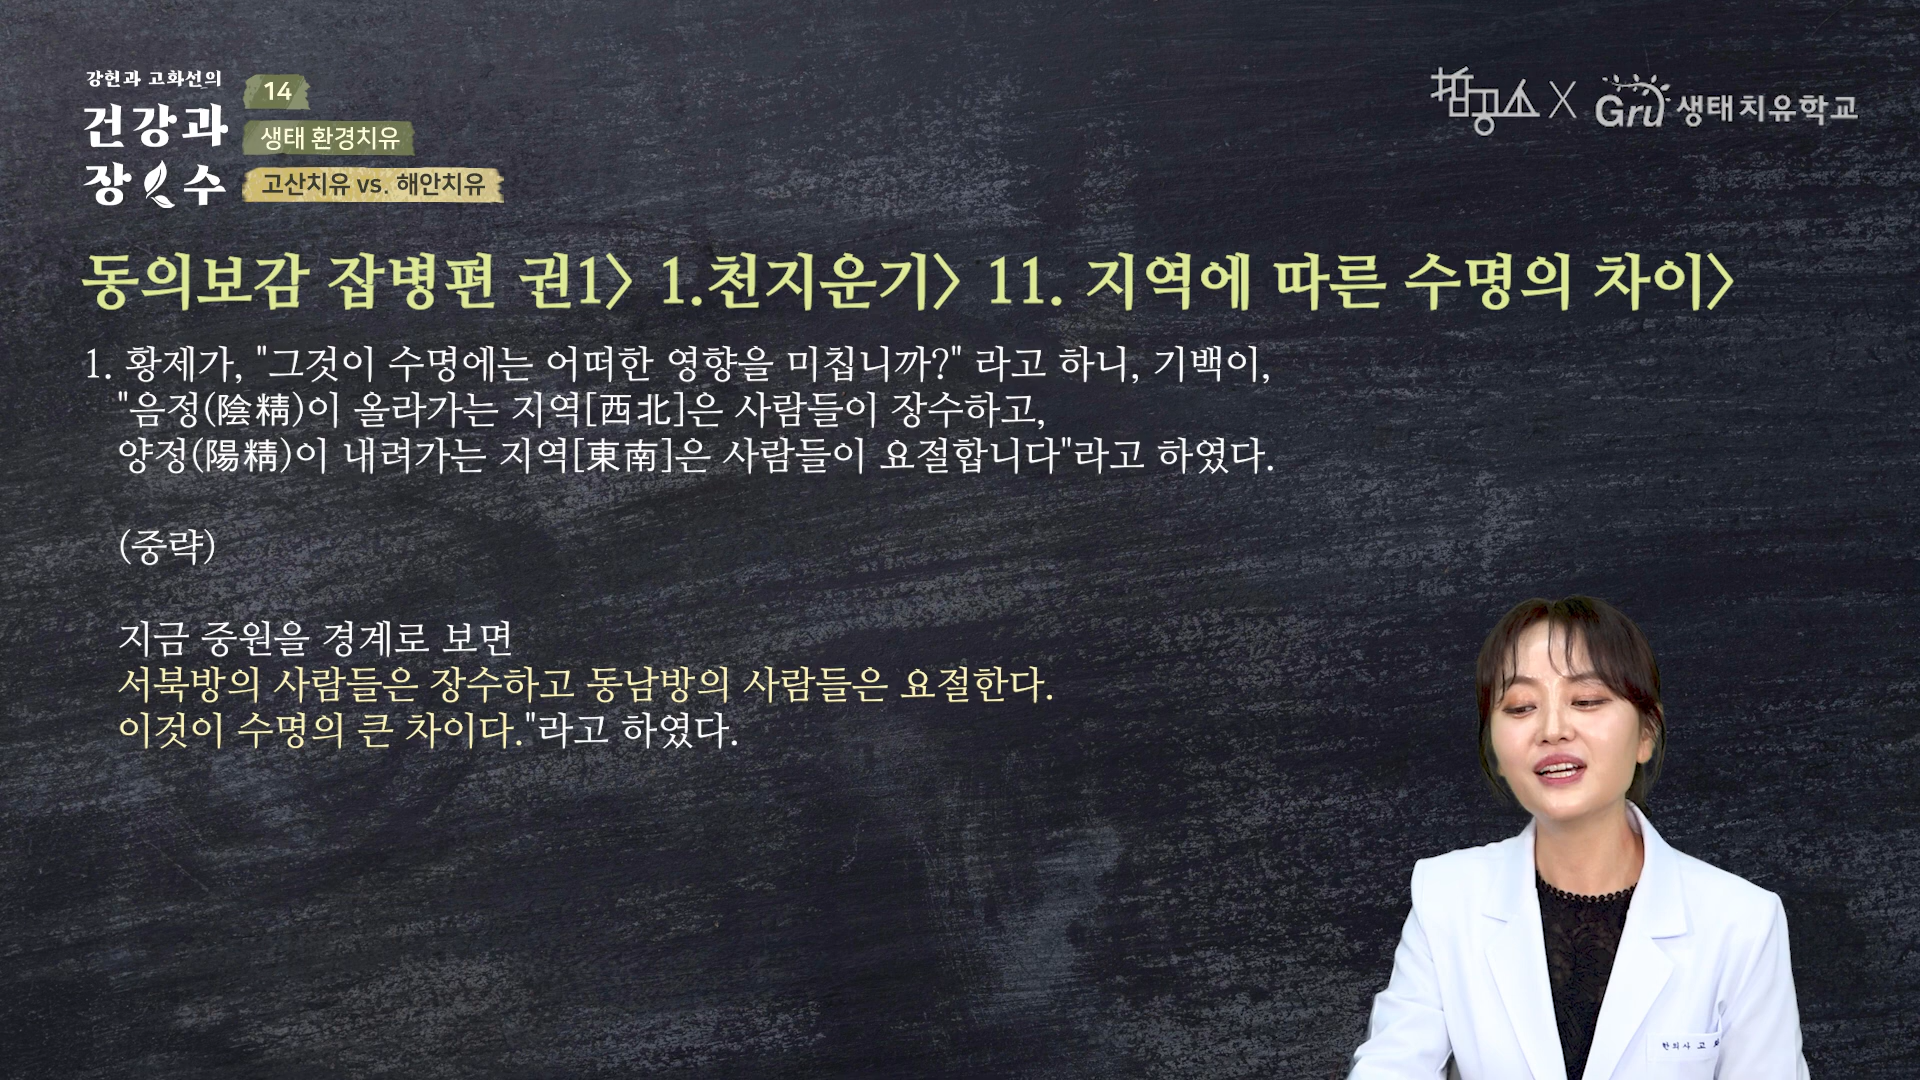 강헌과 고화선의
건강과
장수
14
생태 환경치유
고산치유 vs. 해안치유
X Gru 생태치유학교
동의보감 잡병편 권1〉 1.천지운기〉 11. 지역에 따른 수명의 차이〉
1. 황제가, "그것이 수명에는 어떠한 영향을 미칩니까?" 라고 하니, 기백이,
"음정(陰精)이 올라가는 지역[西北]은 사람들이 장수하고,
양정(陽精)이 내려가는 지역[東南]은 사람들이 요절합니다"라고 하였다.
(중략)
지금 중원을 경계로 보면
서북방의 사람들은 장수하고 동남방의 사람들은 요절한다.
이것이 수명의 큰 차이다."라고 하였다.
한의사 고